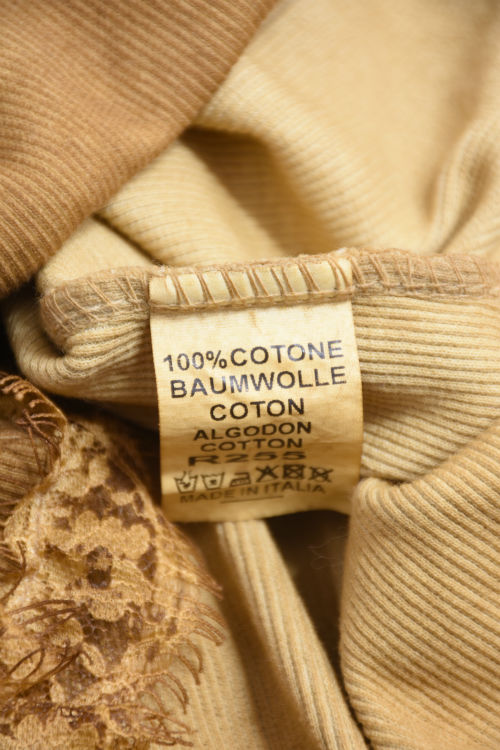 100%COTONE
BAUMWOLLE
COTON
ALGODON
COTTON
R255
MADE IN ITALIA